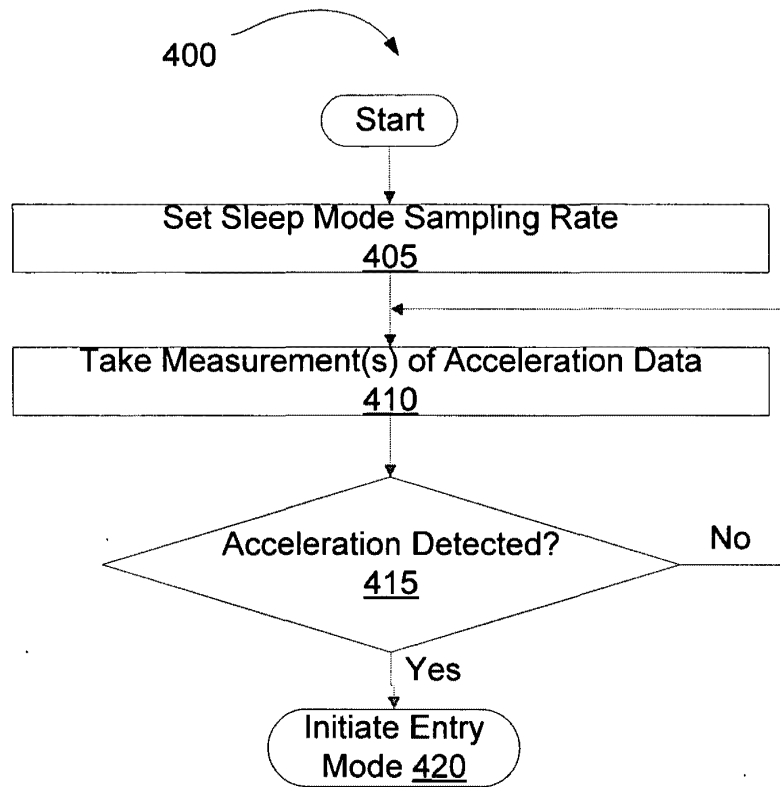 400
Start
Set Sleep Mode Sampling Rate
405
Take Measurement(s) of Acceleration Data
410
Acceleration Detected?
415
No
Yes
Initiate Entry
Mode 420